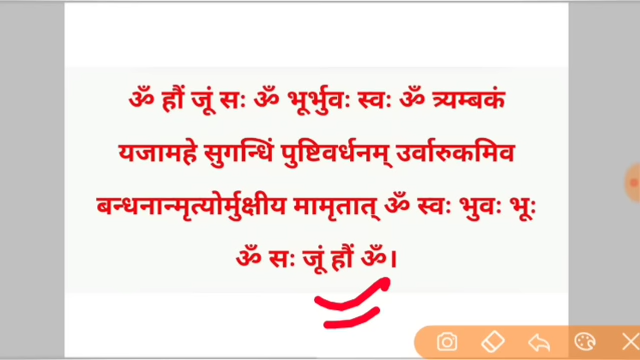 ॐ हौं जूं सः ॐ भूर्भुवः स्वः ॐ त्र्यम्बकं
यजामहे सुगन्धिं पुष्टिवर्धनम् उर्वारुकमिव
बन्धनान्मृत्योर्मुक्षीय मामृतात् ॐ स्वः भुवः भूः
ॐ सः जूं हौं ॐ।